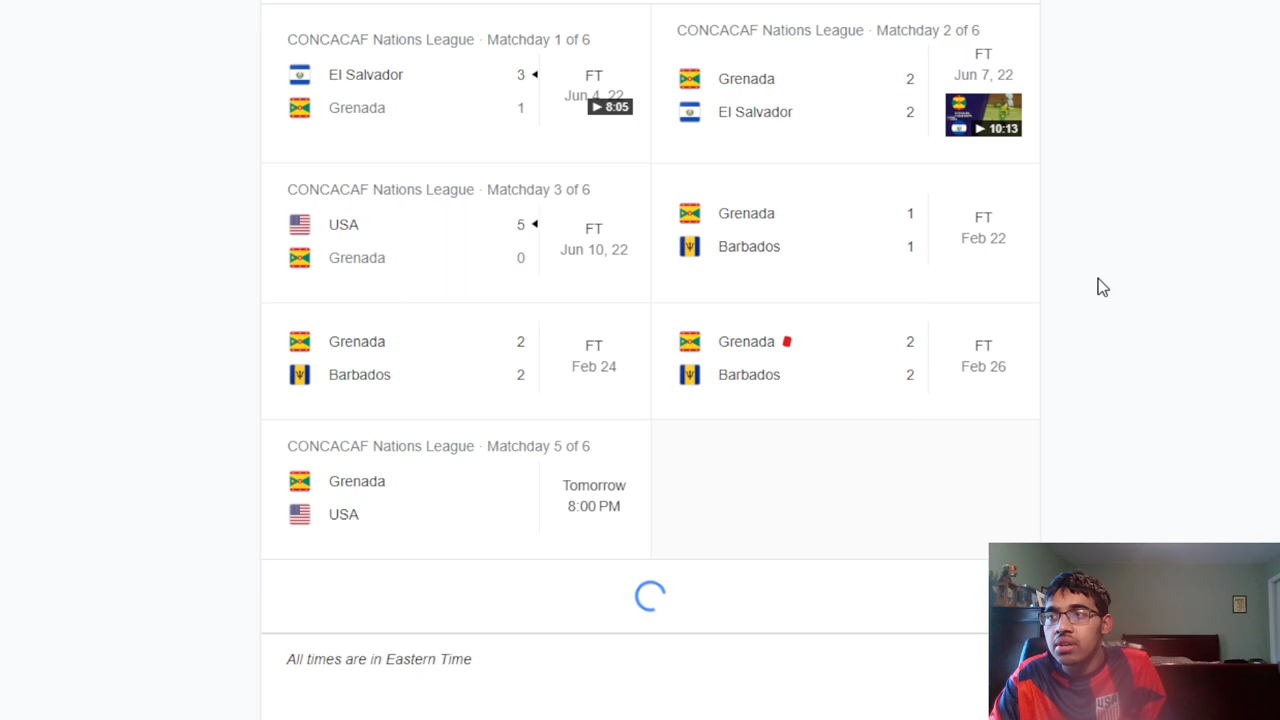 CONCACAF Nations League · Matchday 1 of 6
El Salvador 3
Grenada 1
FT
Jun 4, 22
8:05
CONCACAF Nations League · Matchday 2 of 6
Grenada 2
El Salvador 2
FT
Jun 7, 22
10:13
CONCACAF Nations League · Matchday 3 of 6
USA 5
Grenada 0
FT
Jun 10, 22
Grenada 1
Barbados 1
FT
Feb 22
Grenada 2
Barbados 2
FT
Feb 24
Grenada 2
Barbados 2
FT
Feb 26
CONCACAF Nations League · Matchday 5 of 6
Grenada
USA
Tomorrow
8:00 PM
All times are in Eastern Time
USA